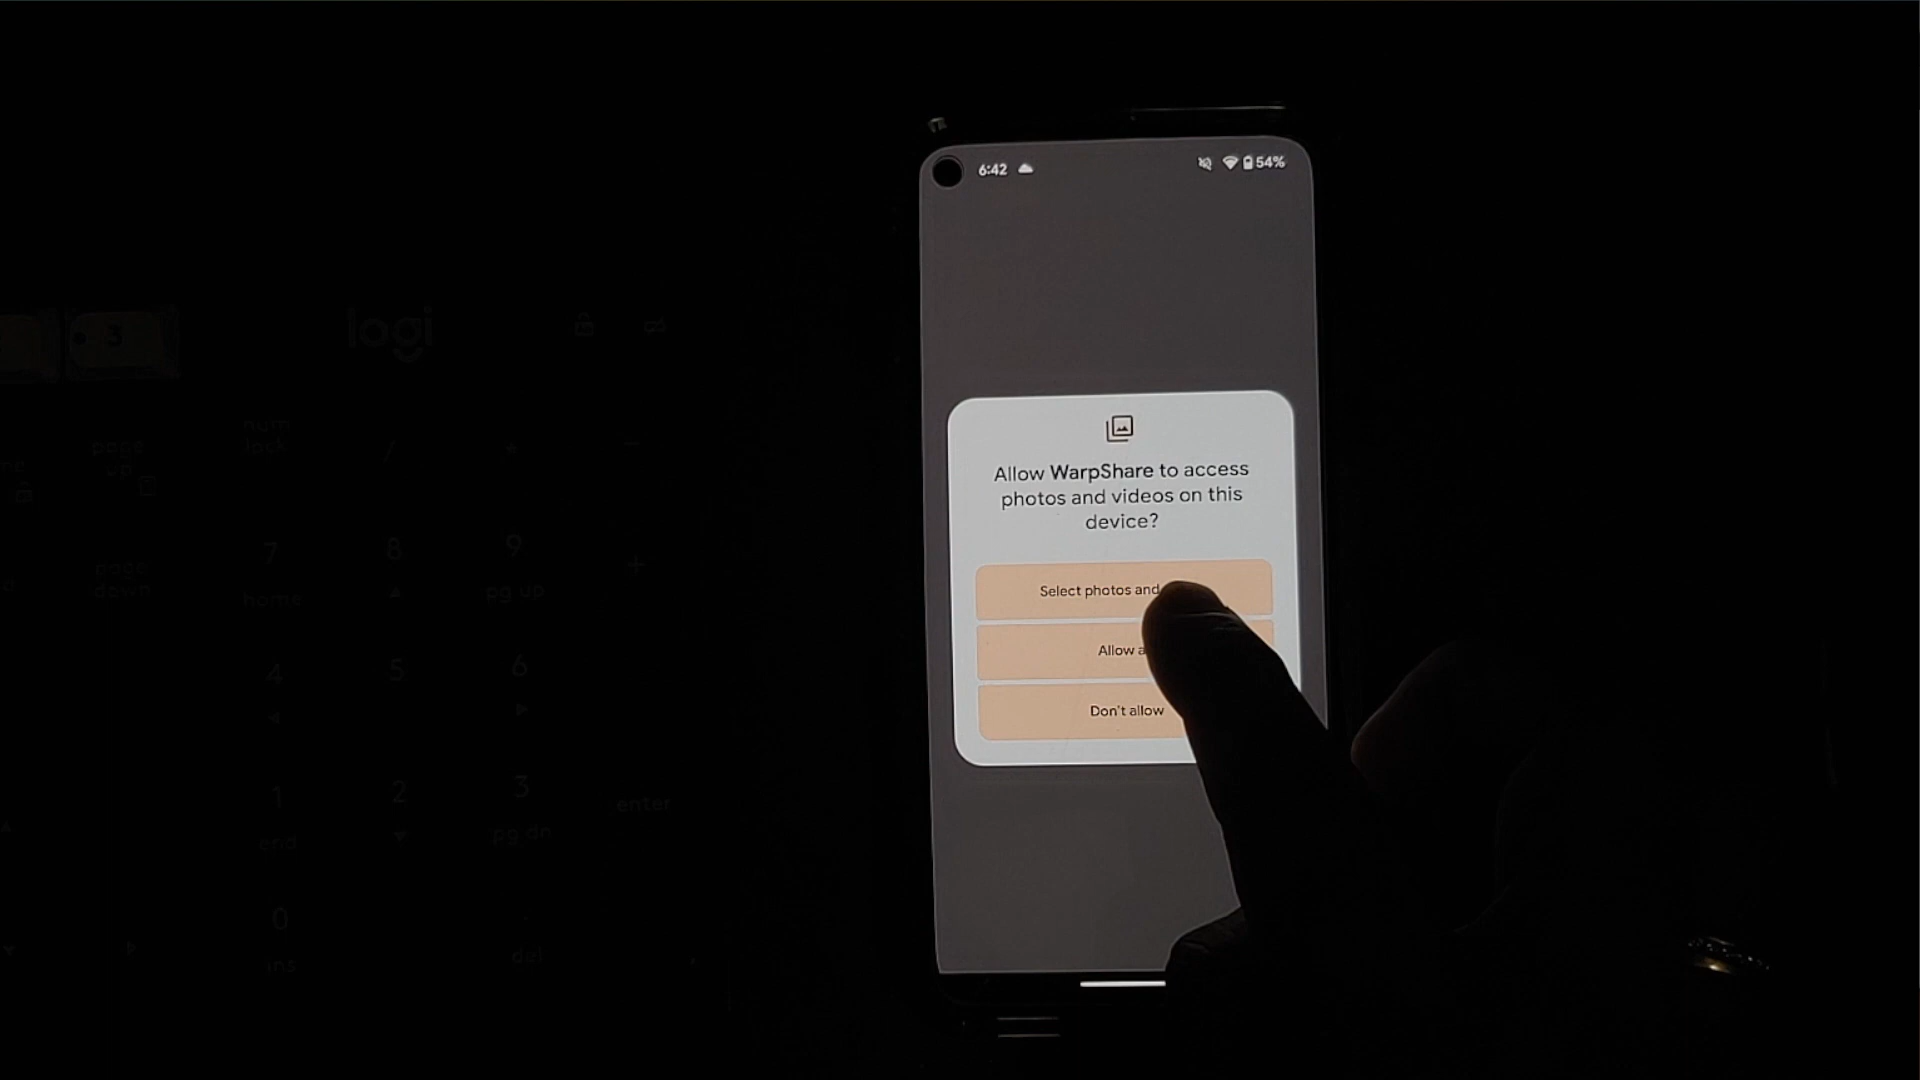 6:42
54%
Allow WarpShare to access
photos and videos on this
device?
Select photos and
Allow
Don't allow
logi
3
num
lock
/
*
-
page
up
7
8
9
+
home
pg up
page
down
4
5
6
1
2
3
enter
end
pg dn
0
ins
del